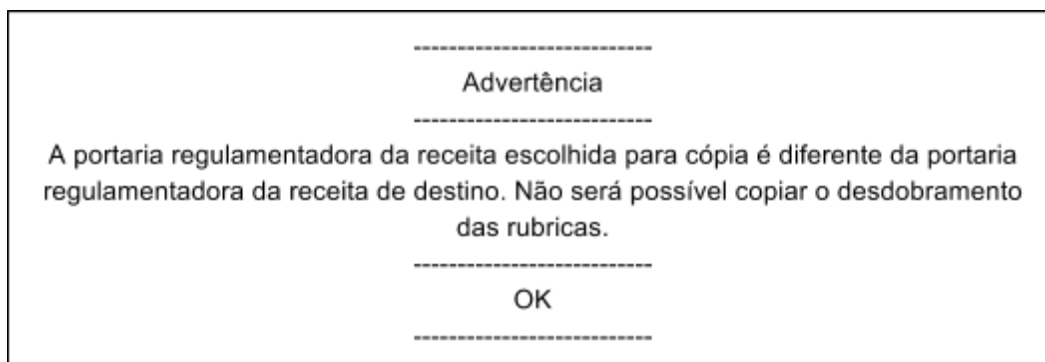 ---------------------------
Advertência
---------------------------
A portaria regulamentadora da receita escolhida para cópia é diferente da portaria
regulamentadora da receita de destino. Não será possível copiar o desdobramento
das rubricas.
---------------------------
OK
---------------------------